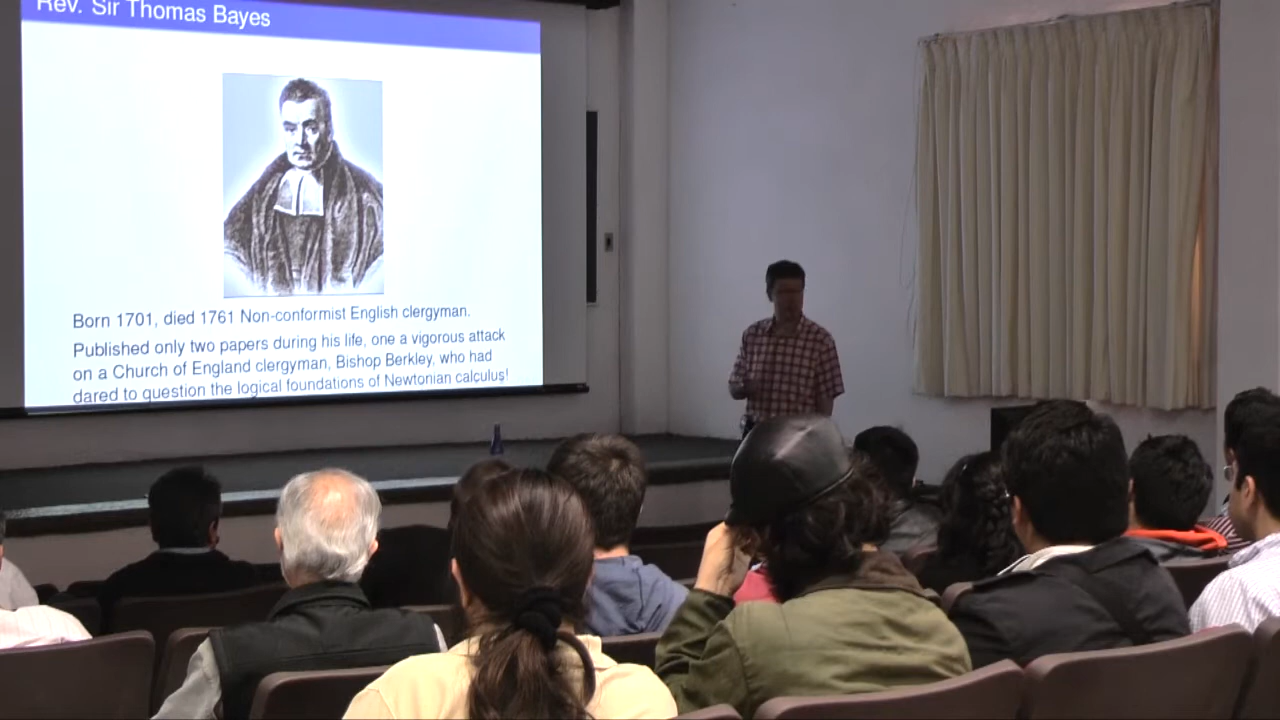 Rev. Sir Thomas Bayes
Born 1701, died 1761 Non-conformist English clergyman.
Published only two papers during his life, one a vigorous attack
on a Church of England clergyman, Bishop Berkley, who had
dared to question the logical foundations of Newtonian calculus!